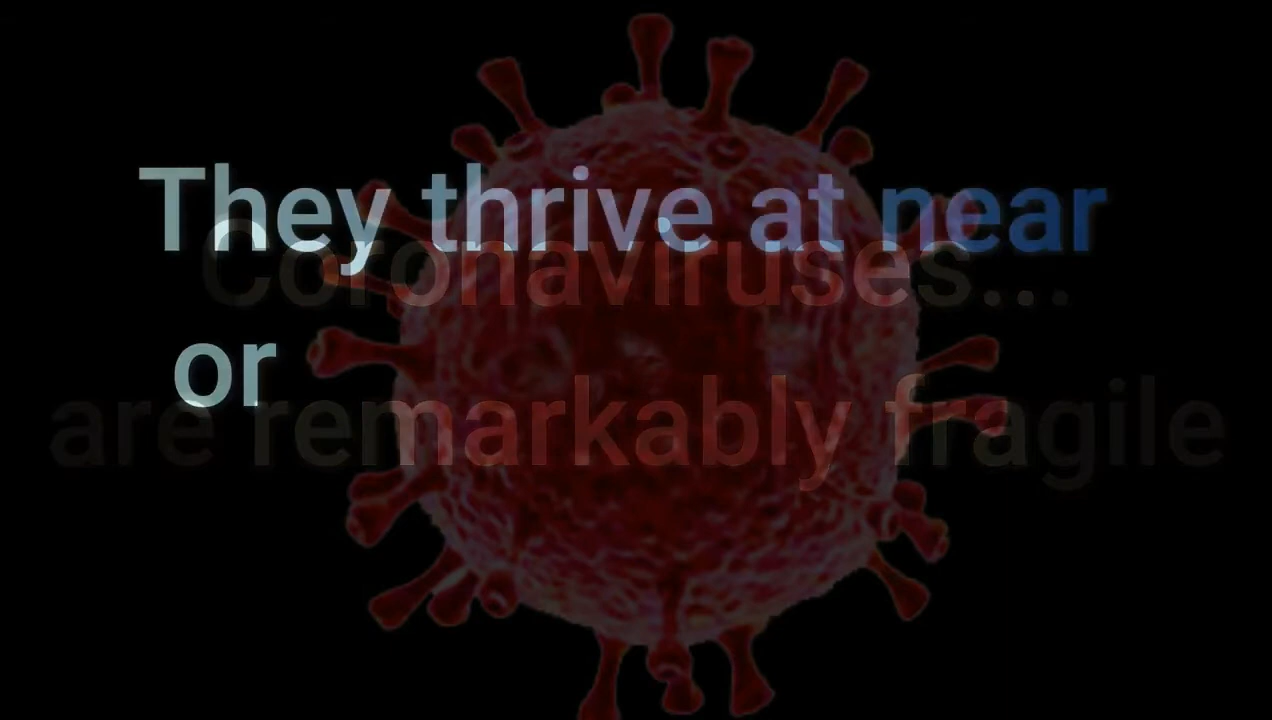 They thrive at near
Coronaviruses...
or
are remarkably fragile